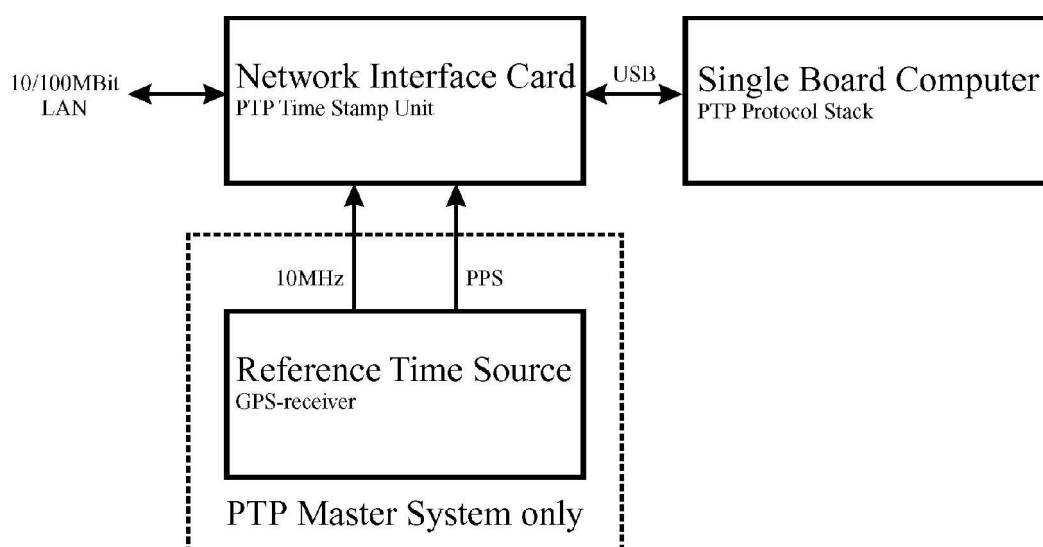 10/100MBit
LAN
Network Interface Card
PTP Time Stamp Unit
USB
Single Board Computer
PTP Protocol Stack
10MHz
PPS
Reference Time Source
GPS-receiver
PTP Master System only